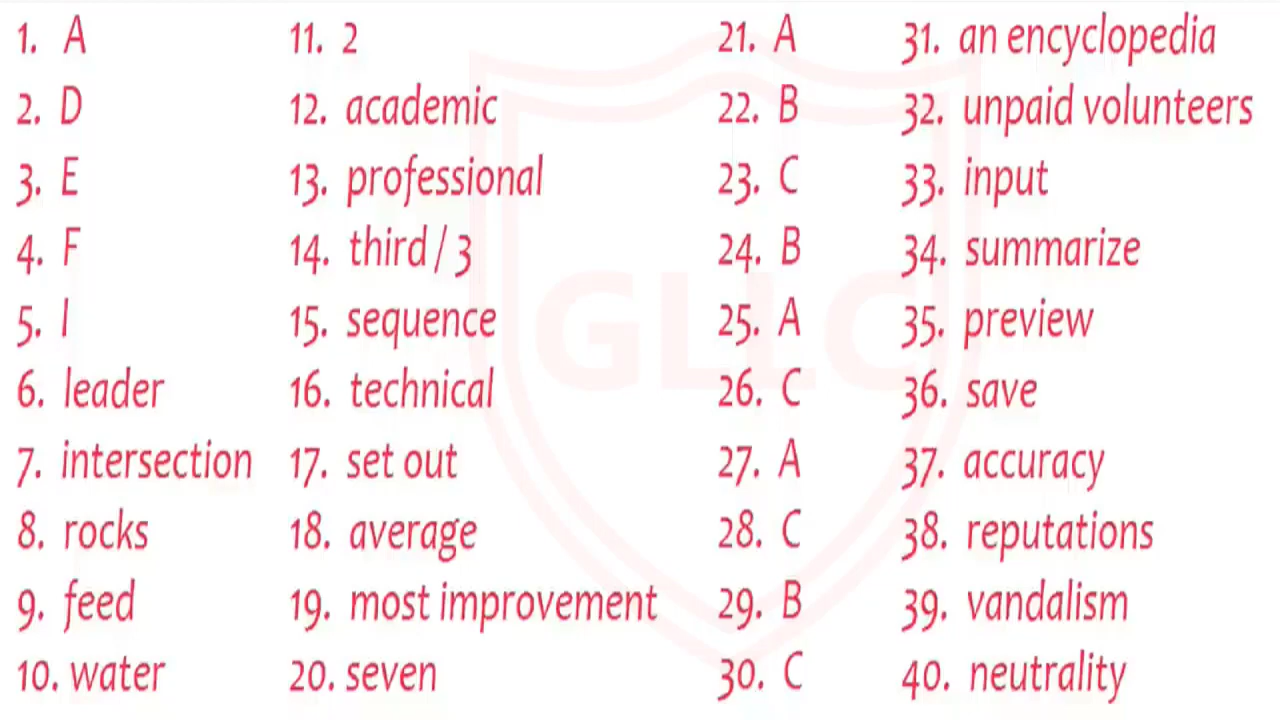 1. A
2. D
3. E
4. F
5. I
6. leader
7. intersection
8. rocks
9. feed
10. water
11. 2
12. academic
13. professional
14. third / 3
15. sequence
16. technical
17. set out
18. average
19. most improvement
20. seven
21. A
22. B
23. C
24. B
25. A
26. C
27. A
28. C
29. B
30. C
31. an encyclopedia
32. unpaid volunteers
33. input
34. summarize
35. preview
36. save
37. accuracy
38. reputations
39. vandalism
40. neutrality
GLLC